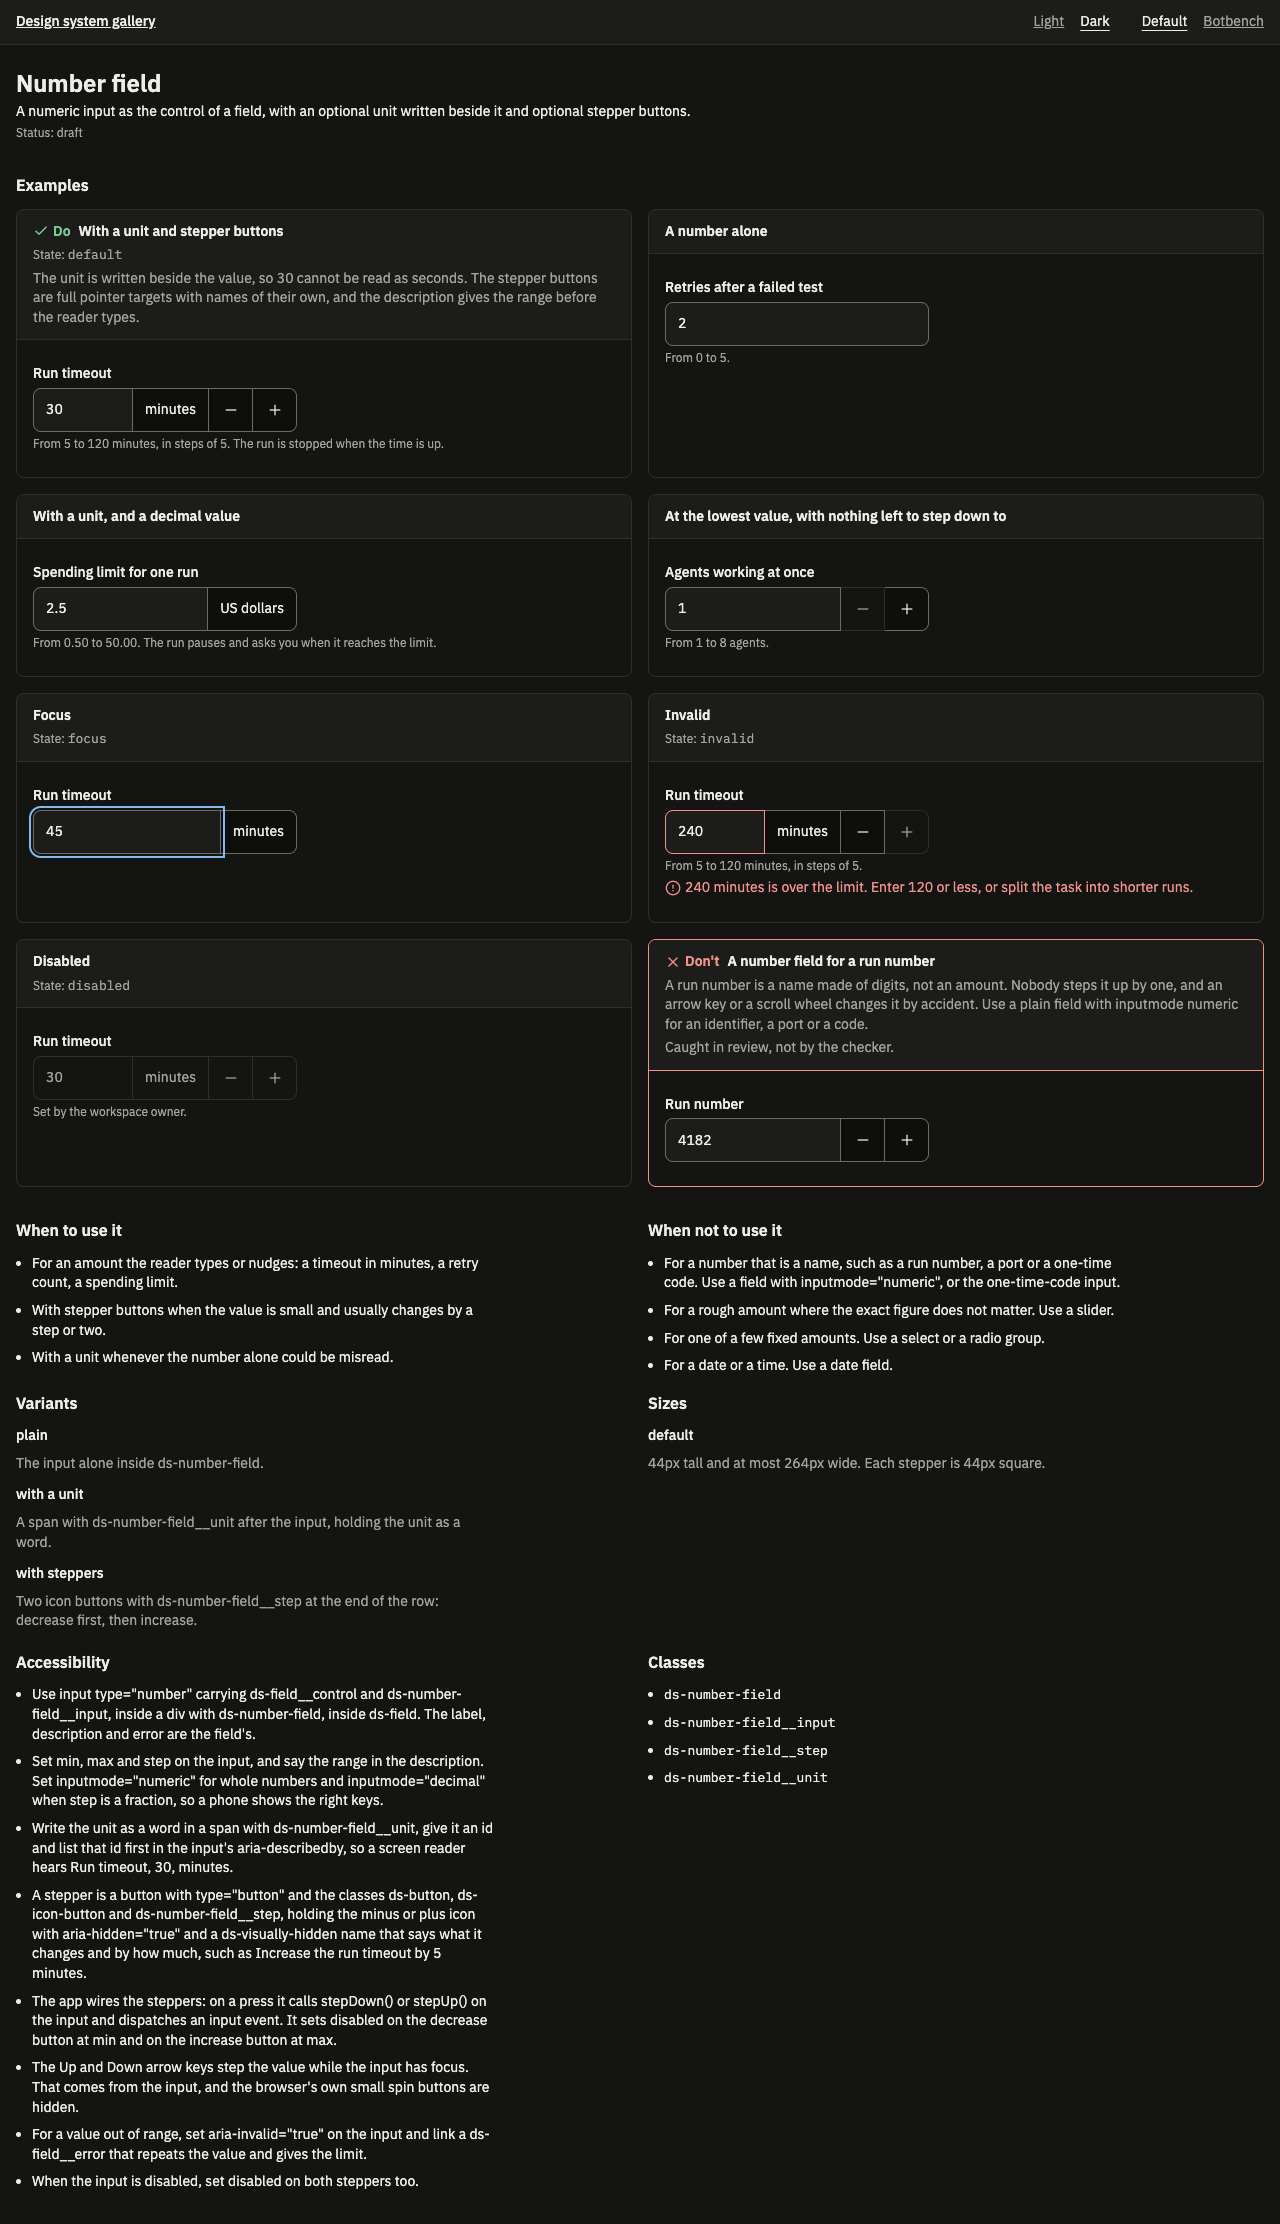 Design system gallery
Light Dark Default Botbench
Number field
A numeric input as the control of a field, with an optional unit written beside it and optional stepper buttons.
Status: draft
Examples
Do With a unit and stepper buttons
State: default
The unit is written beside the value, so 30 cannot be read as seconds. The stepper buttons
are full pointer targets with names of their own, and the description gives the range before
the reader types.
Run timeout
30 minutes − +
From 5 to 120 minutes, in steps of 5. The run is stopped when the time is up.
A number alone
Retries after a failed test
2
From 0 to 5.
With a unit, and a decimal value
Spending limit for one run
2.5 US dollars
From 0.50 to 50.00. The run pauses and asks you when it reaches the limit.
At the lowest value, with nothing left to step down to
Agents working at once
1 − +
From 1 to 8 agents.
Focus
State: focus
Run timeout
45 minutes
Invalid
State: invalid
Run timeout
240 minutes − +
From 5 to 120 minutes, in steps of 5.
240 minutes is over the limit. Enter 120 or less, or split the task into shorter runs.
Disabled
State: disabled
Run timeout
30 minutes − +
Set by the workspace owner.
Don't A number field for a run number
A run number is a name made of digits, not an amount. Nobody steps it up by one, and an
arrow key or a scroll wheel changes it by accident. Use a plain field with inputmode numeric
for an identifier, a port or a code.
Caught in review, not by the checker.
Run number
4182 − +
When to use it
• For an amount the reader types or nudges: a timeout in minutes, a retry
count, a spending limit.
• With stepper buttons when the value is small and usually changes by a
step or two.
• With a unit whenever the number alone could be misread.
When not to use it
• For a number that is a name, such as a run number, a port or a one-time
code. Use a field with inputmode="numeric", or the one-time-code input.
• For a rough amount where the exact figure does not matter. Use a slider.
• For one of a few fixed amounts. Use a select or a radio group.
• For a date or a time. Use a date field.
Variants
plain
The input alone inside ds-number-field.
with a unit
A span with ds-number-field__unit after the input, holding the unit as a
word.
with steppers
Two icon buttons with ds-number-field__step at the end of the row:
decrease first, then increase.
Sizes
default
44px tall and at most 264px wide. Each stepper is 44px square.
Accessibility
• Use input type="number" carrying ds-field__control and ds-number-
field__input, inside a div with ds-number-field, inside ds-field. The label,
description and error are the field's.
• Set min, max and step on the input, and say the range in the description.
Set inputmode="numeric" for whole numbers and inputmode="decimal"
when step is a fraction, so a phone shows the right keys.
• Write the unit as a word in a span with ds-number-field__unit, give it an id
and list that id first in the input's aria-describedby, so a screen reader
hears Run timeout, 30, minutes.
• A stepper is a button with type="button" and the classes ds-button, ds-
icon-button and ds-number-field__step, holding the minus or plus icon
with aria-hidden="true" and a ds-visually-hidden name that says what it
changes and by how much, such as Increase the run timeout by 5
minutes.
• The app wires the steppers: on a press it calls stepDown() or stepUp() on
the input and dispatches an input event. It sets disabled on the decrease
button at min and on the increase button at max.
• The Up and Down arrow keys step the value while the input has focus.
That comes from the input, and the browser's own small spin buttons are
hidden.
• For a value out of range, set aria-invalid="true" on the input and link a ds-
field__error that repeats the value and gives the limit.
• When the input is disabled, set disabled on both steppers too.
Classes
• ds-number-field
• ds-number-field__input
• ds-number-field__step
• ds-number-field__unit